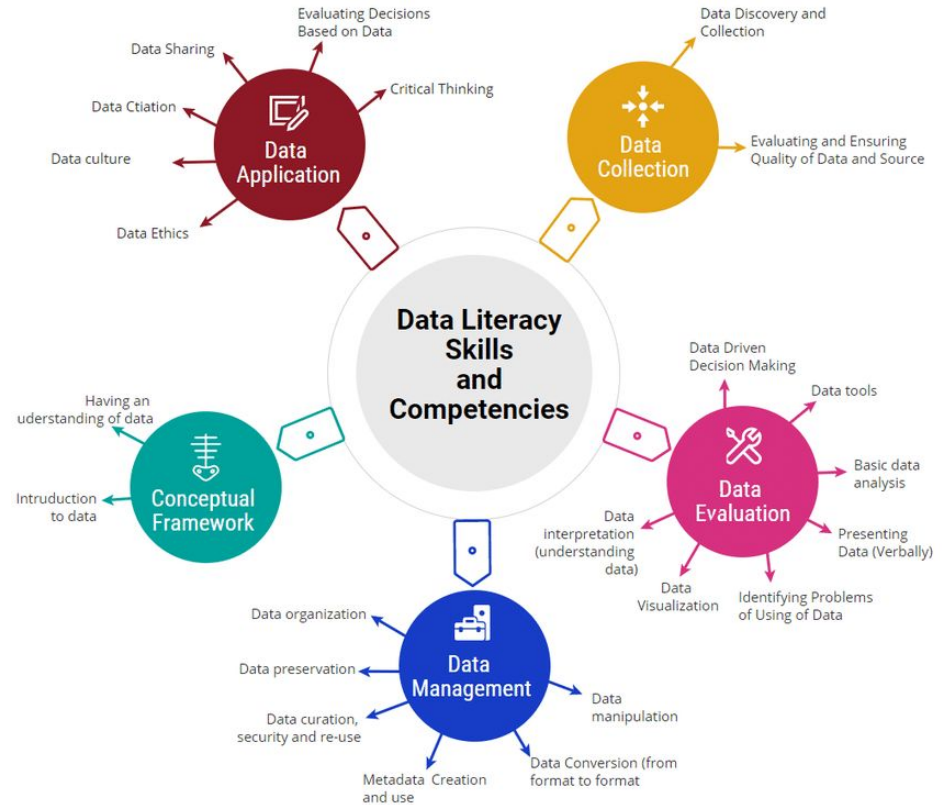 Evaluating Decisions
Based on Data
Data Sharing
Critical Thinking
Data Ctiation
Data culture
Data Ethics
Data
Application
Data Discovery and
Collection
Evaluating and Ensuring
Quality of Data and Source
Data
Collection
Data Literacy
Skills
and
Competencies
Having an
uderstanding of data
Intruduction
to data
Conceptual
Framework
Data Driven
Decision Making
Data tools
Basic data
analysis
Presenting
Data (Verbally)
Identifying Problems
of Using of Data
Data
Visualization
Data
interpretation
(understanding
data)
Data
Evaluation
Data organization
Data preservation
Data curation,
security and re-use
Metadata Creation
and use
Data Conversion (from
format to format
Data
manipulation
Data
Management